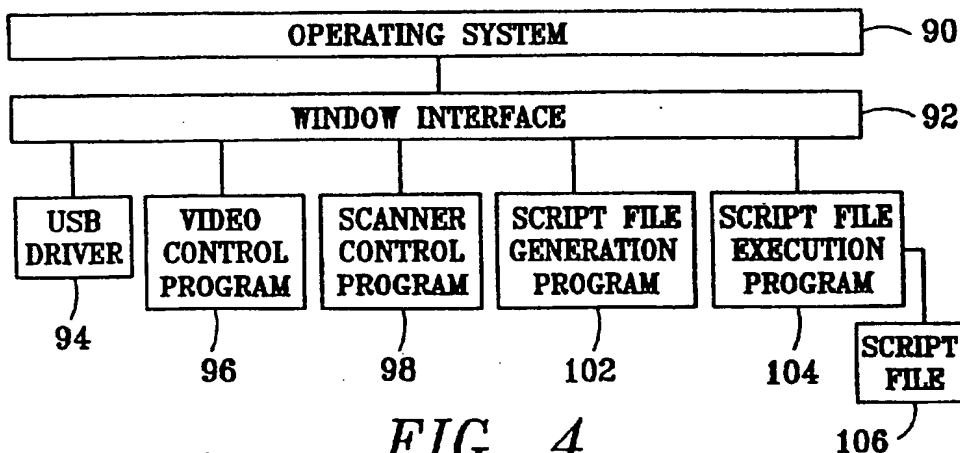 OPERATING SYSTEM
90
WINDOW INTERFACE
92
USB
DRIVER
94
VIDEO
CONTROL
PROGRAM
96
SCANNER
CONTROL
PROGRAM
98
SCRIPT FILE
GENERATION
PROGRAM
102
SCRIPT FILE
EXECUTION
PROGRAM
104
SCRIPT
FILE
106
FIG. 4